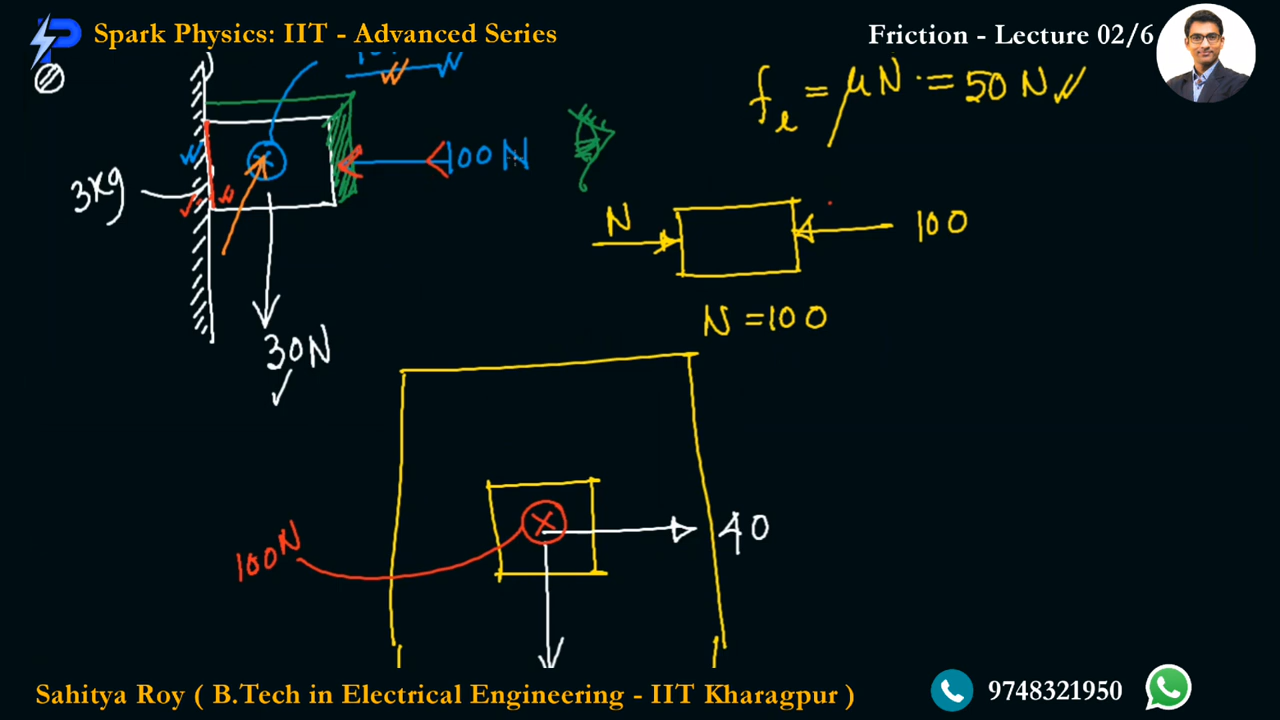 Spark Physics: IIT - Advanced Series
Friction - Lecture 02/6
f_l = μN = 50 N
100 N
3kg
N
100
30N
N = 100
40
100N
Sahitya Roy ( B.Tech in Electrical Engineering - IIT Kharagpur )
9748321950